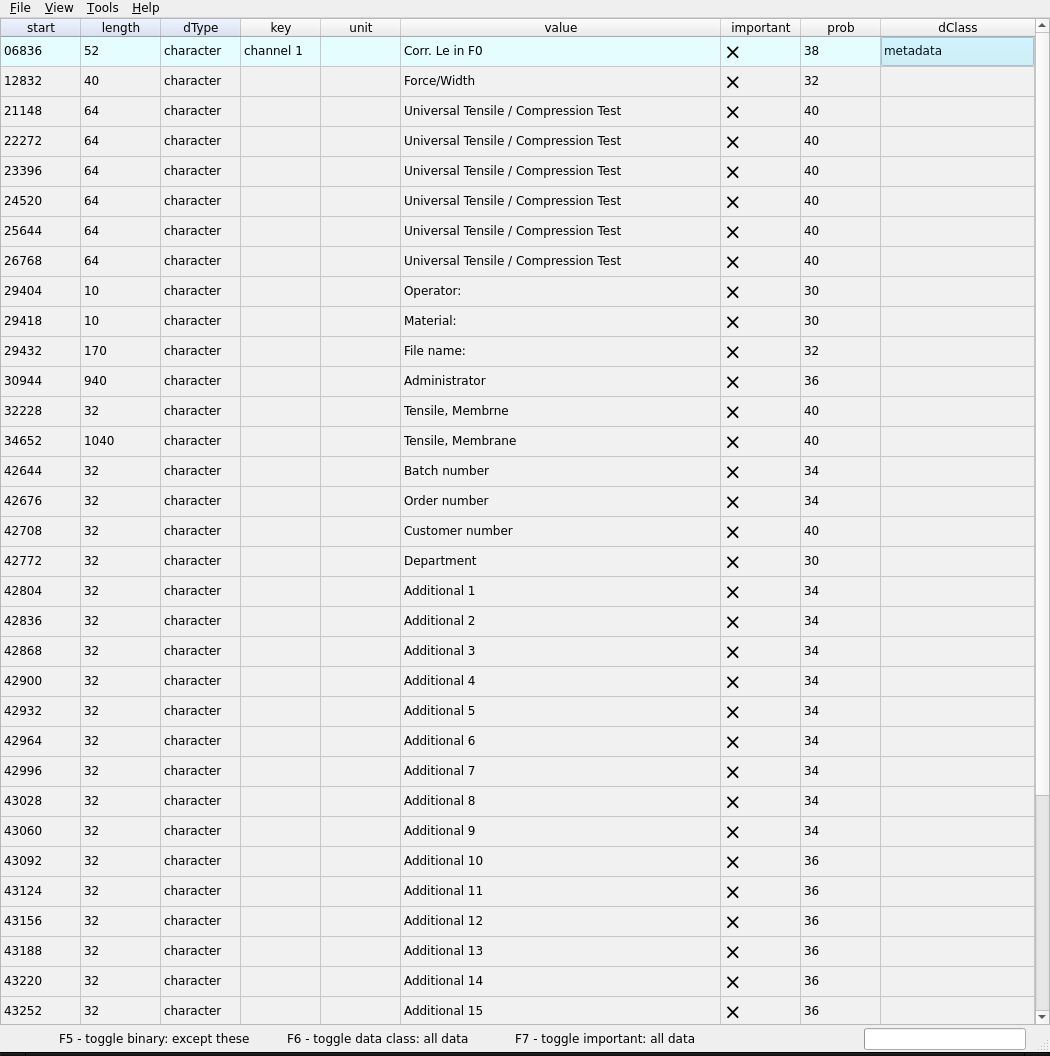 File View Tools Help
start length dType key unit value important prob dClass
06836 52 character channel 1 Corr. Le in F0 × 38 metadata
12832 40 character Force/Width × 32
21148 64 character Universal Tensile / Compression Test × 40
22272 64 character Universal Tensile / Compression Test × 40
23396 64 character Universal Tensile / Compression Test × 40
24520 64 character Universal Tensile / Compression Test × 40
25644 64 character Universal Tensile / Compression Test × 40
26768 64 character Universal Tensile / Compression Test × 40
29404 10 character Operator: × 30
29418 10 character Material: × 30
29432 170 character File name: × 32
30944 940 character Administrator × 36
32228 32 character Tensile, Membrne × 40
34652 1040 character Tensile, Membrane × 40
42644 32 character Batch number × 34
42676 32 character Order number × 34
42708 32 character Customer number × 40
42772 32 character Department × 30
42804 32 character Additional 1 × 34
42836 32 character Additional 2 × 34
42868 32 character Additional 3 × 34
42900 32 character Additional 4 × 34
42932 32 character Additional 5 × 34
42964 32 character Additional 6 × 34
42996 32 character Additional 7 × 34
43028 32 character Additional 8 × 34
43060 32 character Additional 9 × 34
43092 32 character Additional 10 × 36
43124 32 character Additional 11 × 36
43156 32 character Additional 12 × 36
43188 32 character Additional 13 × 36
43220 32 character Additional 14 × 36
43252 32 character Additional 15 × 36
F5 - toggle binary: except these F6 - toggle data class: all data F7 - toggle important: all data